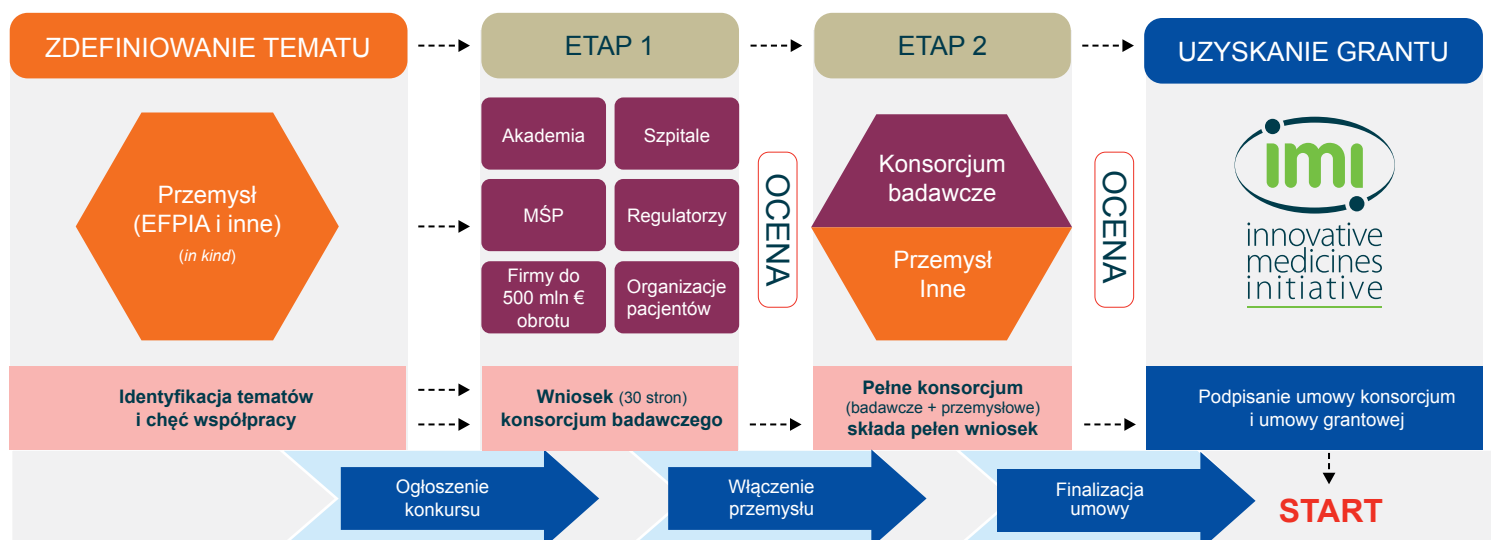 ZDEFINIOWANIE TEMATU
ETAP 1
ETAP 2
UZYSKANIE GRANTU
Przemysł
(EFPIA i inne)
(in kind)
Akademia
Szpitale
MŚP
Regulatorzy
Firmy do
500 mln €
obrotu
Organizacje
pacjentów
OCENA
Konsorcjum
badawcze
Przemysł
Inne
OCENA
imi
innovative
medicines
initiative
Identyfikacja tematów
i chęć współpracy
Wniosek (30 stron)
konsorcjum badawczego
Pełne konsorcjum
(badawcze + przemysłowe)
składa pełen wniosek
Podpisanie umowy konsorcjum
i umowy grantowej
Ogłoszenie
konkursu
Włączenie
przemysłu
Finalizacja
umowy
START